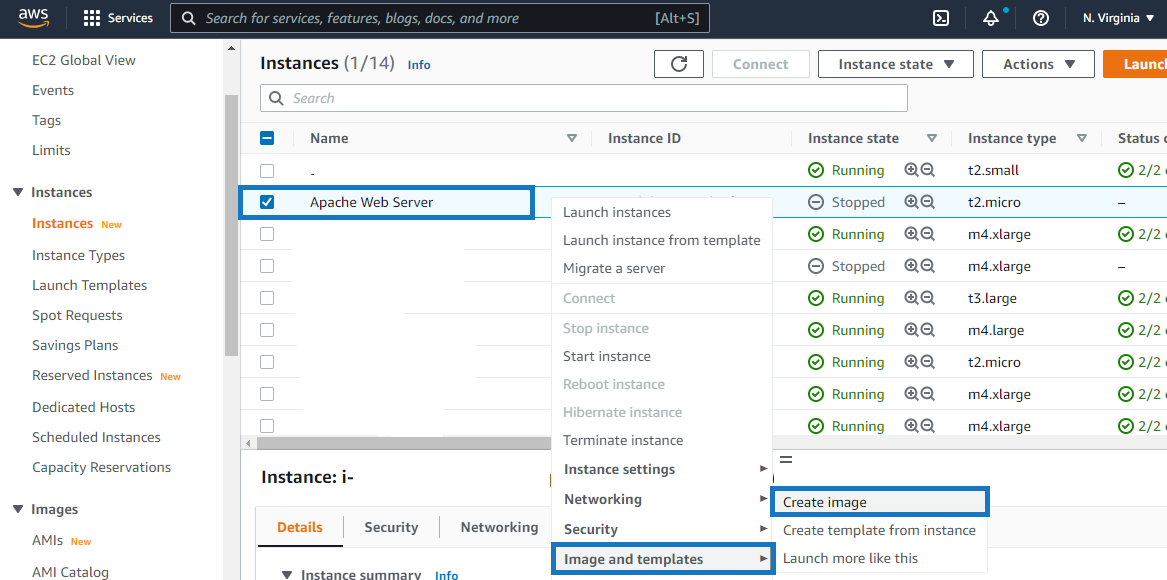 aws Services Search for services, features, blogs, docs, and more [Alt+S] N. Virginia
EC2 Global View
Events
Tags
Limits
Instances
Instances New
Instance Types
Launch Templates
Spot Requests
Savings Plans
Reserved Instances New
Dedicated Hosts
Scheduled Instances
Capacity Reservations
Images
AMIs New
AMI Catalog
Instances (1/14) Info Connect Instance state Actions Launc
Search
Name Instance ID Instance state Instance type Status c
- Running t2.small 2/2
Apache Web Server Stopped t2.micro –
Running m4.xlarge 2/2
Stopped m4.xlarge –
Running t3.large 2/2
Running m4.large 2/2
Running t2.micro 2/2
Running m4.xlarge 2/2
Running m4.xlarge 2/2
Launch instances
Launch instance from template
Migrate a server
Connect
Stop instance
Start instance
Reboot instance
Hibernate instance
Terminate instance
Instance settings
Networking
Security
Image and templates
Create image
Create template from instance
Launch more like this
Instance: i-
Details Security Networking
Instance summary Info